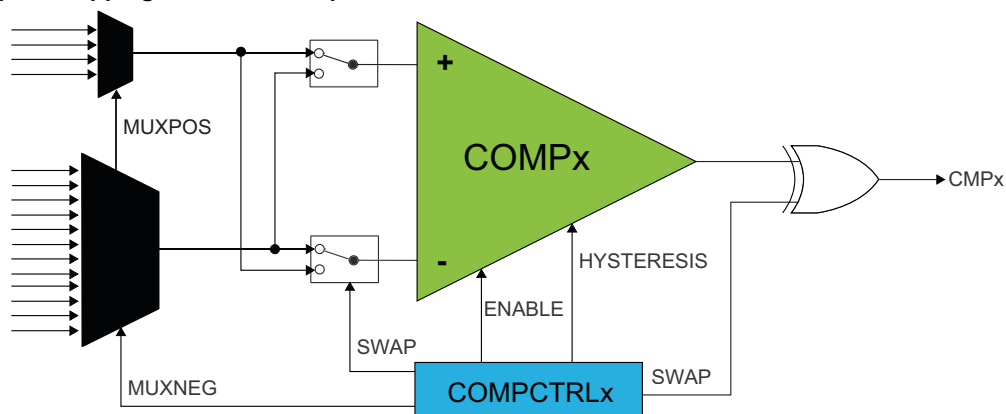 +
MUXPOS
COMPx
CMPx
-
HYSTERESIS
ENABLE
SWAP
SWAP
MUXNEG
COMPCTRLx